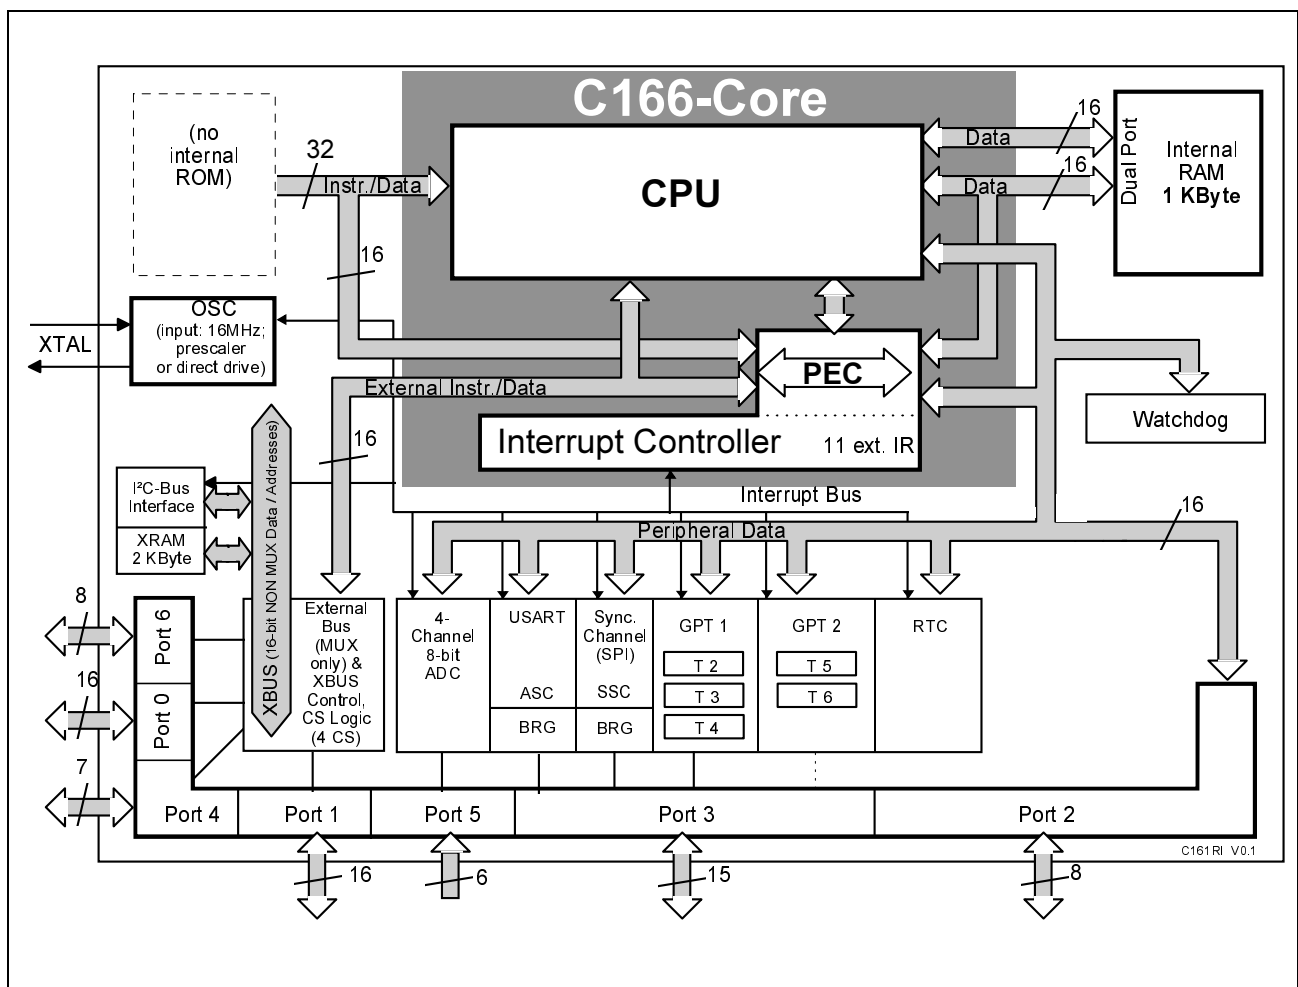 C166-Core
(no
internal
ROM)
32
Instr./Data
CPU
16
Data
16
Data
Dual Port
Internal
RAM
1 KByte
16
OSC
(input: 16MHz;
prescaler
or direct drive)
XTAL
PEC
External Instr./Data
Interrupt Controller
11 ext. IR
Watchdog
16
Interrupt Bus
Peripheral Data
16
I²C-Bus
Interface
XRAM
2 KByte
XBUS (16-bit NON MUX Data / Addresses)
8
Port 6
16
Port 0
7
External
Bus
(MUX
only) &
XBUS
Control,
CS Logic
(4 CS)
4-
Channel
8-bit
ADC
USART
ASC
BRG
Sync.
Channel
(SPI)
SSC
BRG
GPT 1
T 2
T 3
T 4
GPT 2
T 5
T 6
RTC
Port 4
Port 1
Port 5
Port 3
Port 2
C161RI V0.1
16
6
15
8